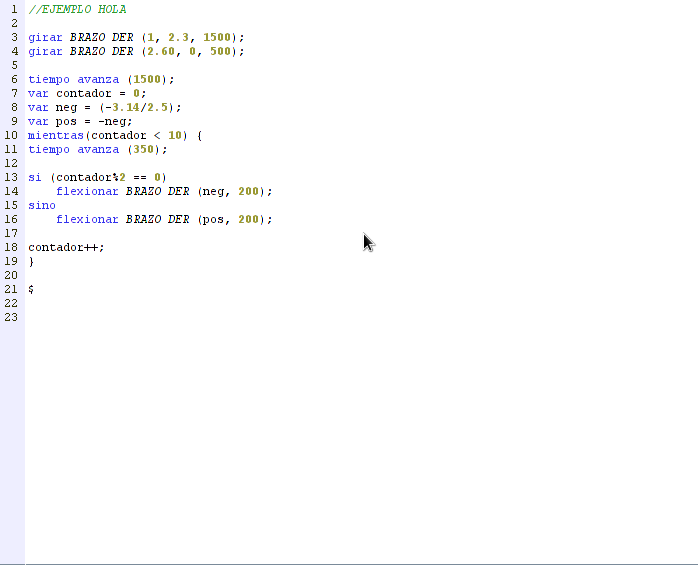 1 //EJEMPLO HOLA
2
3 girar BRAZO DER (1, 2.3, 1500);
4 girar BRAZO DER (2.60, 0, 500);
5
6 tiempo avanza (1500);
7 var contador = 0;
8 var neg = (-3.14/2.5);
9 var pos = -neg;
10 mientras(contador < 10) {
11 tiempo avanza (350);
12
13 si (contador%2 == 0)
14     flexionar BRAZO DER (neg, 200);
15 sino
16     flexionar BRAZO DER (pos, 200);
17
18 contador++;
19 }
20
21 $
22
23